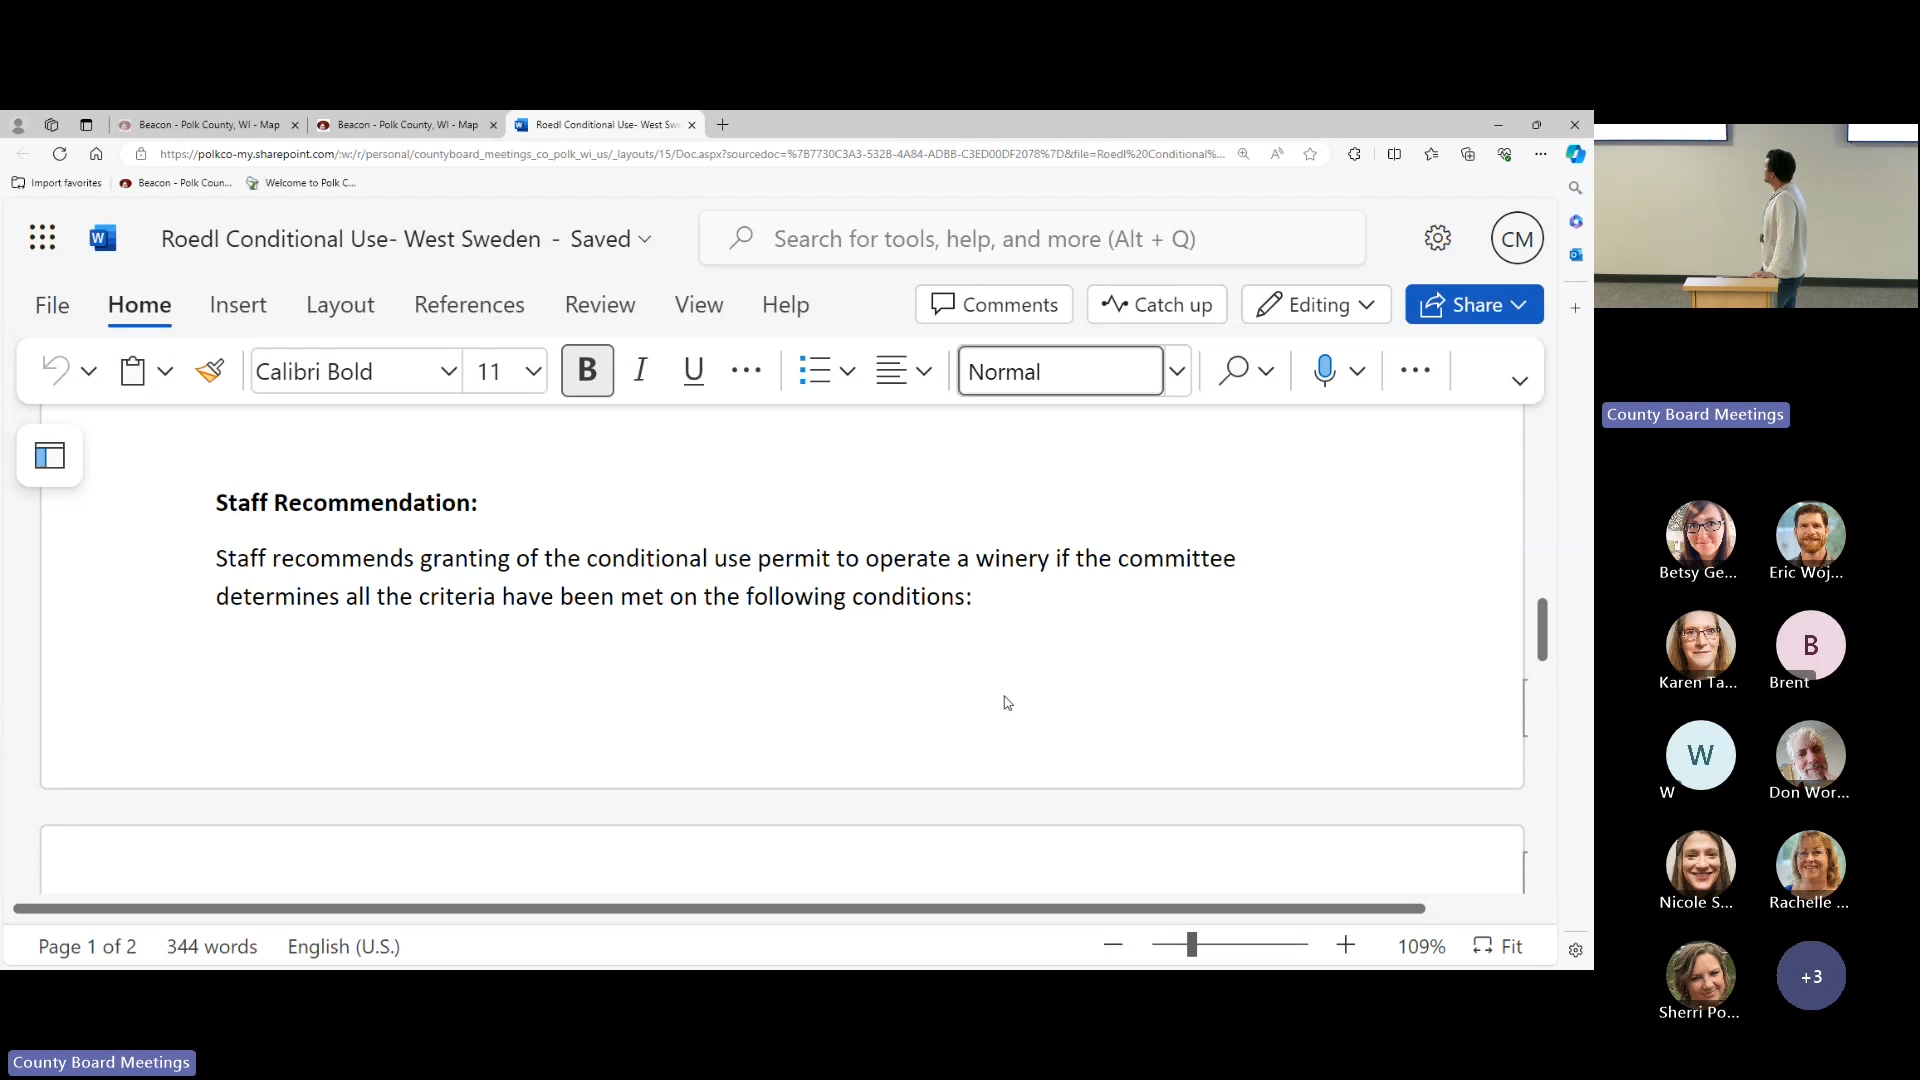 Beacon - Polk County, WI - Map
Beacon - Polk County, WI - Map
Roedl Conditional Use- West Sw
https://polkco-my.sharepoint.com/:w:/r/personal/countyboard_meetings_co_polk_wi_us/_layouts/15/Doc.aspx?sourcedoc=%7B7730C3A3-532B-4A84-ADBB-C3ED00DF2078%7D&file=Roedl%20Conditional%...
Import favorites
Beacon - Polk Coun...
Welcome to Polk C...
Roedl Conditional Use- West Sweden - Saved
Search for tools, help, and more (Alt + Q)
CM
File Home Insert Layout References Review View Help
Comments
Catch up
Editing
Share
Calibri Bold
11
B I U
Normal
County Board Meetings
Staff Recommendation:
Staff recommends granting of the conditional use permit to operate a winery if the committee
determines all the criteria have been met on the following conditions:
Betsy Ge...
Eric Woj...
Karen Ta...
B
Brent
W
W
Don Wor...
Nicole S...
Rachelle ...
Sherri Po...
+3
Page 1 of 2
344 words
English (U.S.)
109%
Fit
County Board Meetings